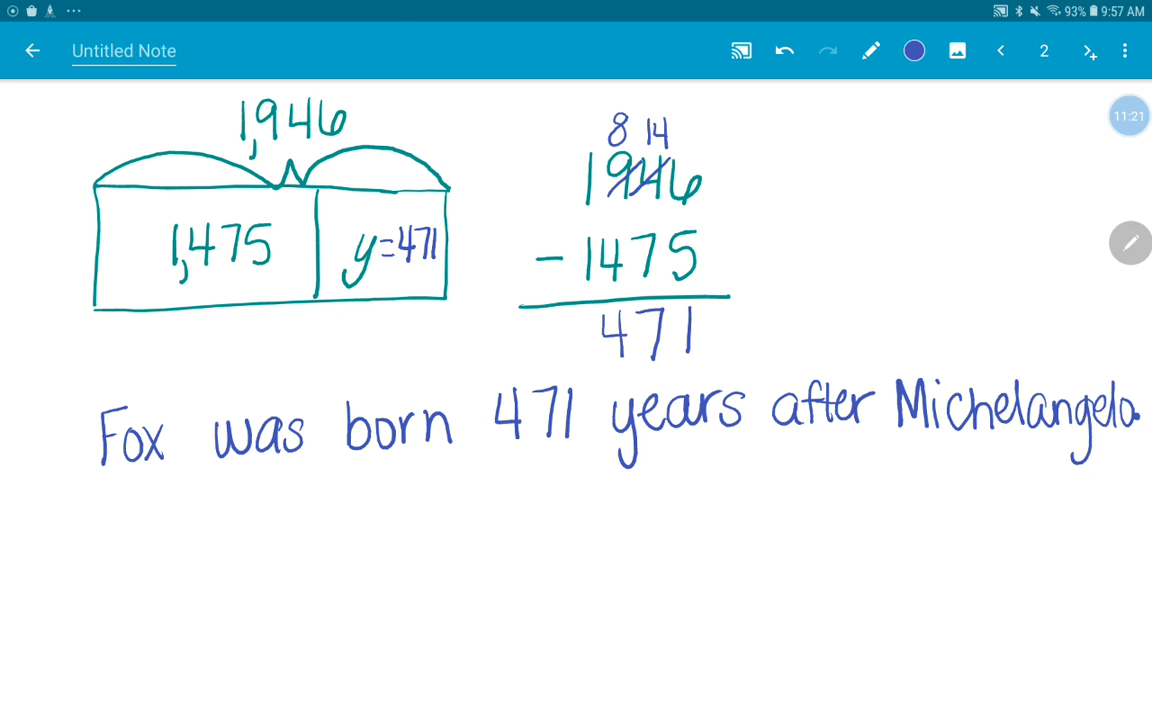 93% 9:57 AM
Untitled Note
2
11:21
1,946
1,475
y=471
8 14
1946
- 1475
471
Fox was born 471 years after Michelangelo.